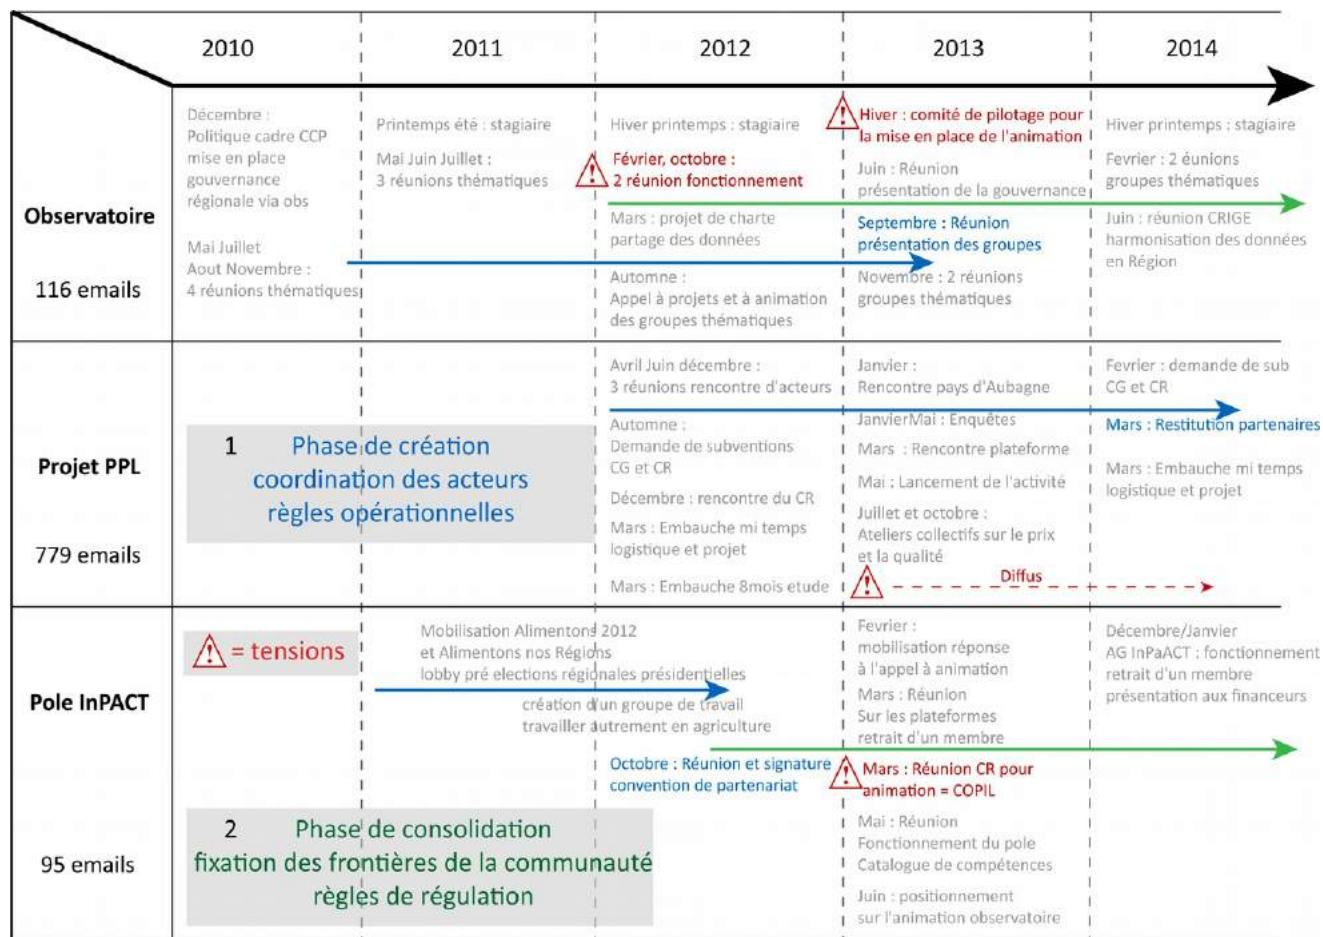 2010
2011
2012
2013
2014
Observatoire
116 emails
Décembre :
Politique cadre CCP
mise en place
gouvernance
régionale via obs
Mai Juillet
Aout Novembre :
4 réunions thématiques
Printemps été : stagiaire
Mai Juin Juillet :
3 réunions thématiques
Hiver printemps : stagiaire
Février, octobre :
2 réunion fonctionnement
Mars : projet de charte
partage des données
Automne :
Appel à projets et à animation
des groupes thématiques
Hiver : comité de pilotage pour
la mise en place de l'animation
Juin : Réunion
présentation de la gouvernance
Septembre : Réunion
présentation des groupes
Novembre : 2 réunions
groupes thématiques
Hiver printemps : stagiaire
Fevrier : 2 éunions
groupes thématiques
Juin : réunion CRIGE
harmonisation des données
en Région
Projet PPL
779 emails
1 Phase de création
coordination des acteurs
règles opérationnelles
Avril Juin décembre :
3 réunions rencontre d'acteurs
Automne :
Demande de subventions
CG et CR
Décembre : rencontre du CR
Mars : Embauche mi temps
logistique et projet
Mars : Embauche 8mois etude
Janvier :
Rencontre pays d'Aubagne
JanvierMai : Enquêtes
Mars : Rencontre plateforme
Mai : Lancement de l'activité
Juillet et octobre :
Ateliers collectifs sur le prix
et la qualité
Diffus
Fevrier : demande de sub
CG et CR
Mars : Restitution partenaires
Mars : Embauche mi temps
logistique et projet
Pole InPACT
95 emails
= tensions
Mobilisation Alimentons 2012
et Alimentons nos Régions
lobby pré elections régionales présidentielles
création d'un groupe de travail
travailler autrement en agriculture
Octobre : Réunion et signature
convention de partenariat
2 Phase de consolidation
fixation des frontières de la communauté
règles de régulation
Fevrier :
mobilisation réponse
à l'appel à animation
Mars : Réunion
Sur les plateformes
retrait d'un membre
Mars : Réunion CR pour
animation = COPIL
Mai : Réunion
Fonctionnement du pole
Catalogue de compétences
Juin : positionnement
sur l'animation observatoire
Décembre/Janvier
AG InPaACT : fonctionnement
retrait d'un membre
présentation aux financeurs